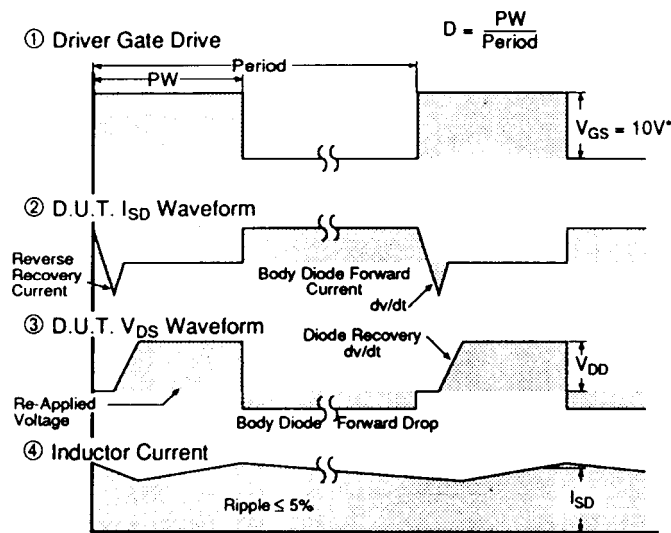 ① Driver Gate Drive
D = PW
Period
Period
PW
V_GS = 10V*
② D.U.T. I_SD Waveform
Reverse
Recovery
Current
Body Diode Forward
Current
dv/dt
③ D.U.T. V_DS Waveform
Diode Recovery
dv/dt
V_DD
Re-Applied
Voltage
Body Diode Forward Drop
④ Inductor Current
Ripple ≤ 5%
I_SD